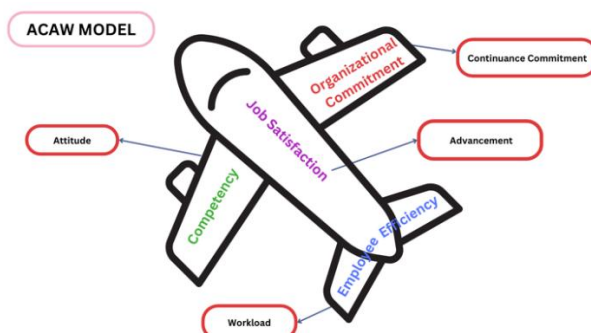 ACAW MODEL
Organizational
Commitment
Continuance Commitment
Job Satisfaction
Attitude
Advancement
Competency
Employee Efficiency
Workload